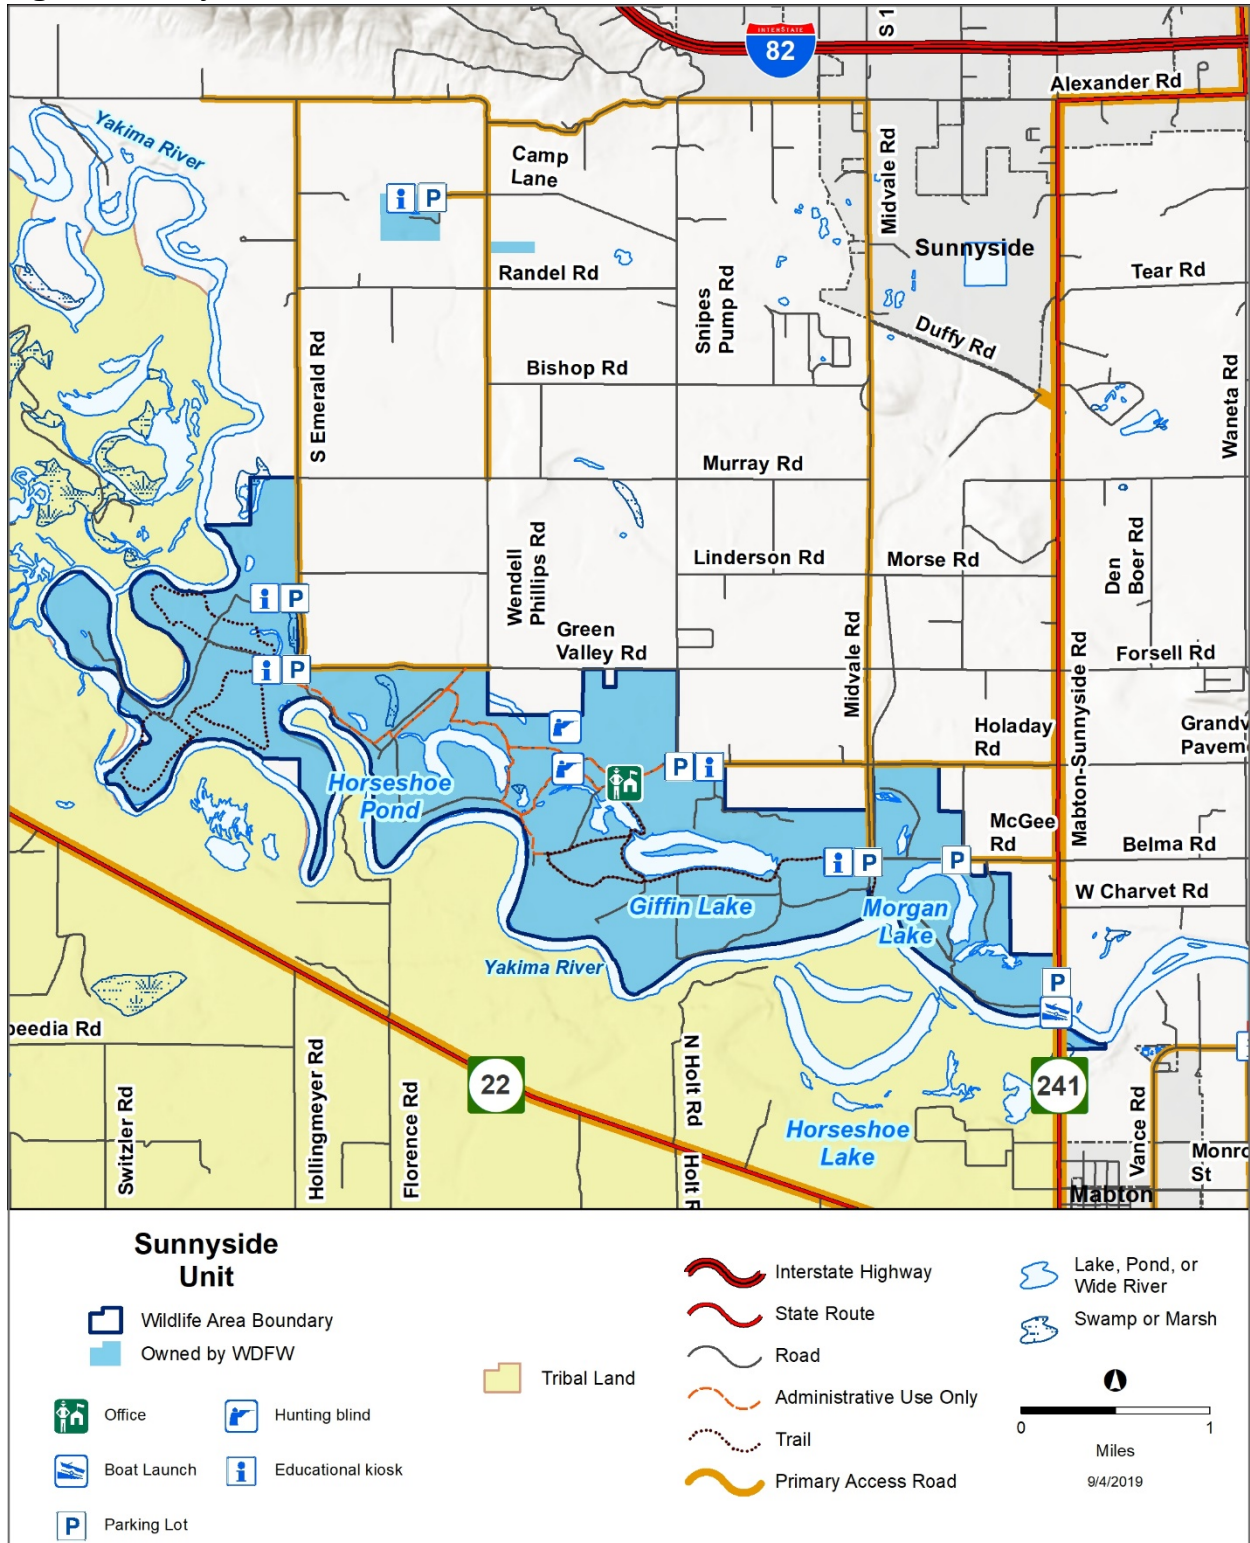 INTERSTATE
82
S 1
Alexander Rd
Yakima River
Camp
Lane
Midvale Rd
Sunnyside
Randel Rd
Tear Rd
Snipes
Pump Rd
S Emerald Rd
Duffy Rd
Bishop Rd
Waneta Rd
Murray Rd
Wendell
Phillips Rd
Linderson Rd
Morse Rd
Den
Boer Rd
Green
Valley Rd
Midvale Rd
Mabton-Sunnyside Rd
Forsell Rd
Holaday
Rd
Grandv
Pavem
Horseshoe
Pond
McGee
Rd
Belma Rd
W Charvet Rd
Giffin Lake
Morgan
Lake
Yakima River
peedia Rd
Switzler Rd
Hollingmeyer Rd
Florence Rd
22
N Holt Rd
Holt R
241
Horseshoe
Lake
Vance Rd
Monro
St
Mabton
Sunnyside
Unit
Wildlife Area Boundary
Owned by WDFW
Office
Hunting blind
Boat Launch
Educational kiosk
P
Parking Lot
Tribal Land
Interstate Highway
State Route
Road
Administrative Use Only
Trail
Primary Access Road
Lake, Pond, or
Wide River
Swamp or Marsh
0 1
Miles
9/4/2019